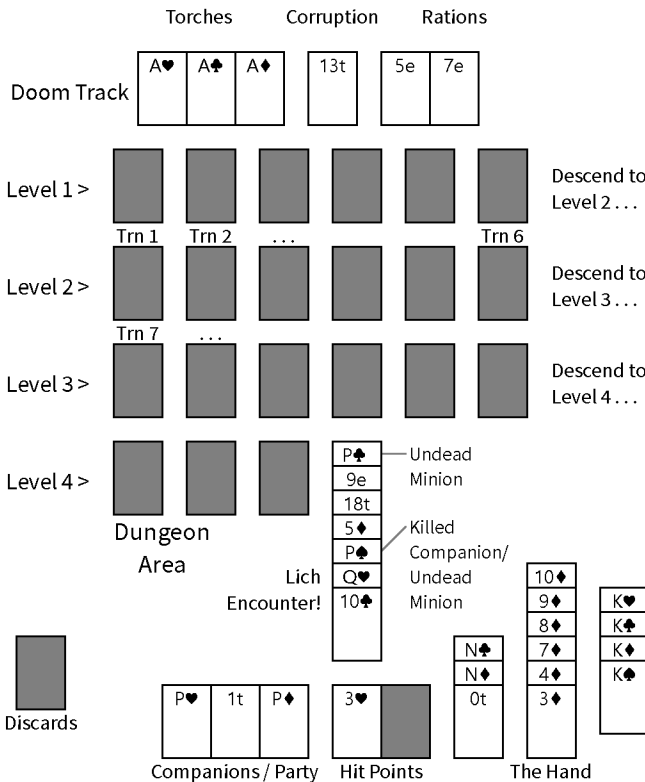 Torches Corruption Rations
Doom Track A♥ A♣ A♦ 13t 5e 7e
Level 1 > Descend to
Level 2 . . .
Trn 1 Trn 2 . . . Trn 6
Level 2 > Descend to
Level 3 . . .
Trn 7 . . .
Level 3 > Descend to
Level 4 . . .
Level 4 >
P♣ Undead
9e Minion
18t
5♦ Killed
P♠ Companion/
Q♥ Undead
10♣ Minion
Dungeon
Area
Lich
Encounter!
10♦
9♦
8♦
7♦
4♦
3♦
K♥
K♣
K♦
K♠
N♣
N♦
0t
Discards
P♥ 1t P♦ 3♥
Companions / Party Hit Points The Hand